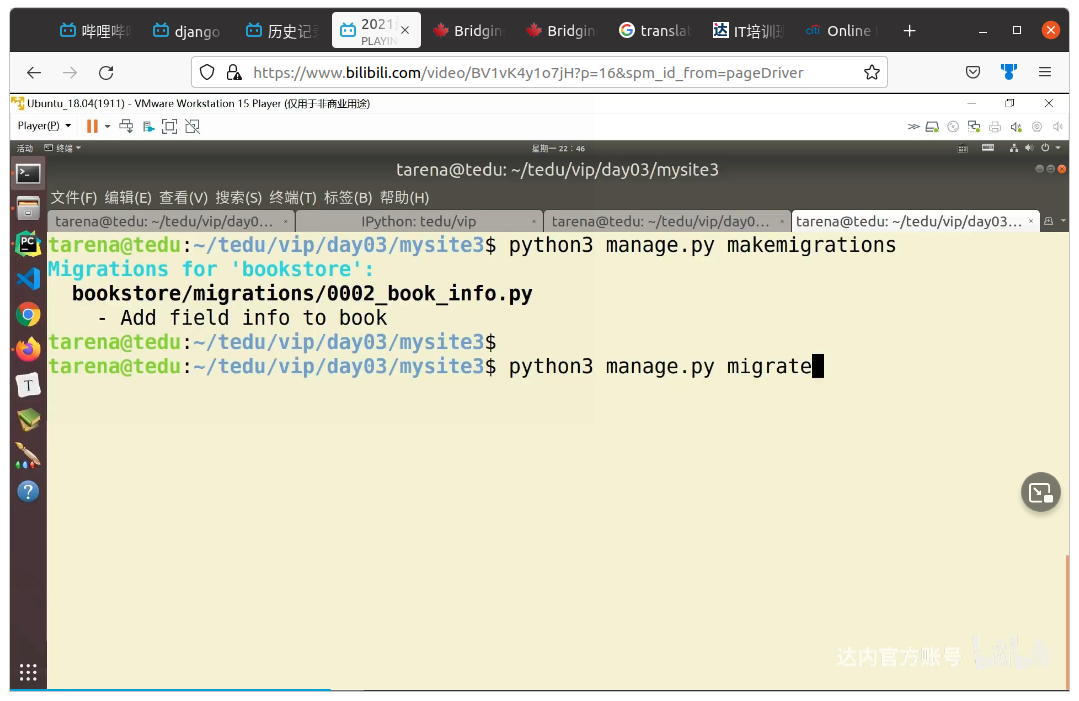 哔哩哔
django
历史记
2021
PLAYIN
Bridgin
Bridgin
translat
达 IT培训
Online
https://www.bilibili.com/video/BV1vK4y1o7jH?p=16&spm_id_from=pageDriver
Ubuntu_18.04(1911) - VMware Workstation 15 Player (仅用于非商业用途)
Player(P)
活动 终端 星期一 22：46
tarena@tedu: ~/tedu/vip/day03/mysite3
文件(F) 编辑(E) 查看(V) 搜索(S) 终端(T) 标签(B) 帮助(H)
tarena@tedu: ~/tedu/vip/day0... IPython: tedu/vip tarena@tedu: ~/tedu/vip/day0... tarena@tedu: ~/tedu/vip/day03...
tarena@tedu:~/tedu/vip/day03/mysite3$ python3 manage.py makemigrations
Migrations for 'bookstore':
bookstore/migrations/0002_book_info.py
- Add field info to book
tarena@tedu:~/tedu/vip/day03/mysite3$
tarena@tedu:~/tedu/vip/day03/mysite3$ python3 manage.py migrate
达内官方账号